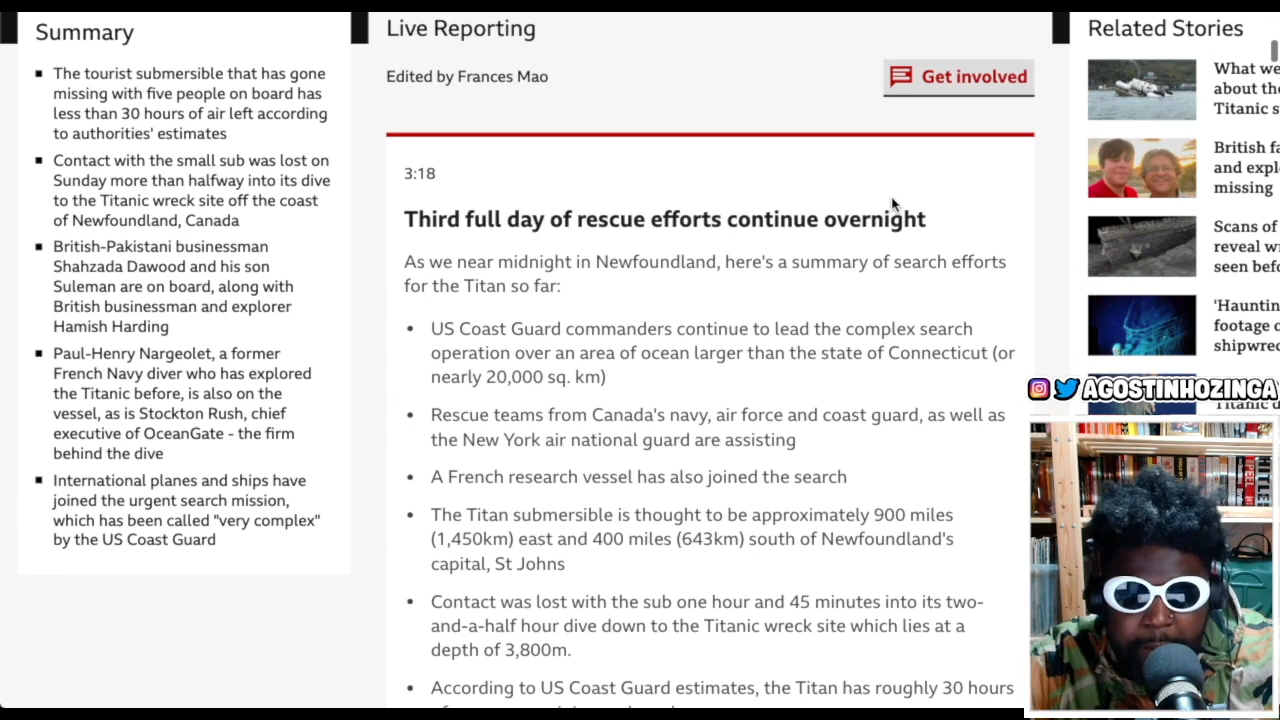 Summary
The tourist submersible that has gone
missing with five people on board has
less than 30 hours of air left according
to authorities' estimates
Contact with the small sub was lost on
Sunday more than halfway into its dive
to the Titanic wreck site off the coast
of Newfoundland, Canada
British-Pakistani businessman
Shahzada Dawood and his son
Suleman are on board, along with
British businessman and explorer
Hamish Harding
Paul-Henry Nargeolet, a former
French Navy diver who has explored
the Titanic before, is also on the
vessel, as is Stockton Rush, chief
executive of OceanGate - the firm
behind the dive
International planes and ships have
joined the urgent search mission,
which has been called "very complex"
by the US Coast Guard
Live Reporting
Edited by Frances Mao
Get involved
3:18
Third full day of rescue efforts continue overnight
As we near midnight in Newfoundland, here's a summary of search efforts
for the Titan so far:
US Coast Guard commanders continue to lead the complex search
operation over an area of ocean larger than the state of Connecticut (or
nearly 20,000 sq. km)
Rescue teams from Canada's navy, air force and coast guard, as well as
the New York air national guard are assisting
A French research vessel has also joined the search
The Titan submersible is thought to be approximately 900 miles
(1,450km) east and 400 miles (643km) south of Newfoundland's
capital, St Johns
Contact was lost with the sub one hour and 45 minutes into its two-
and-a-half hour dive down to the Titanic wreck site which lies at a
depth of 3,800m.
According to US Coast Guard estimates, the Titan has roughly 30 hours
Related Stories
What we
about the
Titanic s
British fa
and expl
missing
Scans of
reveal w
seen befo
'Hauntin
footage o
shipwrec
Titanic d
AGOSTINHOZINGA